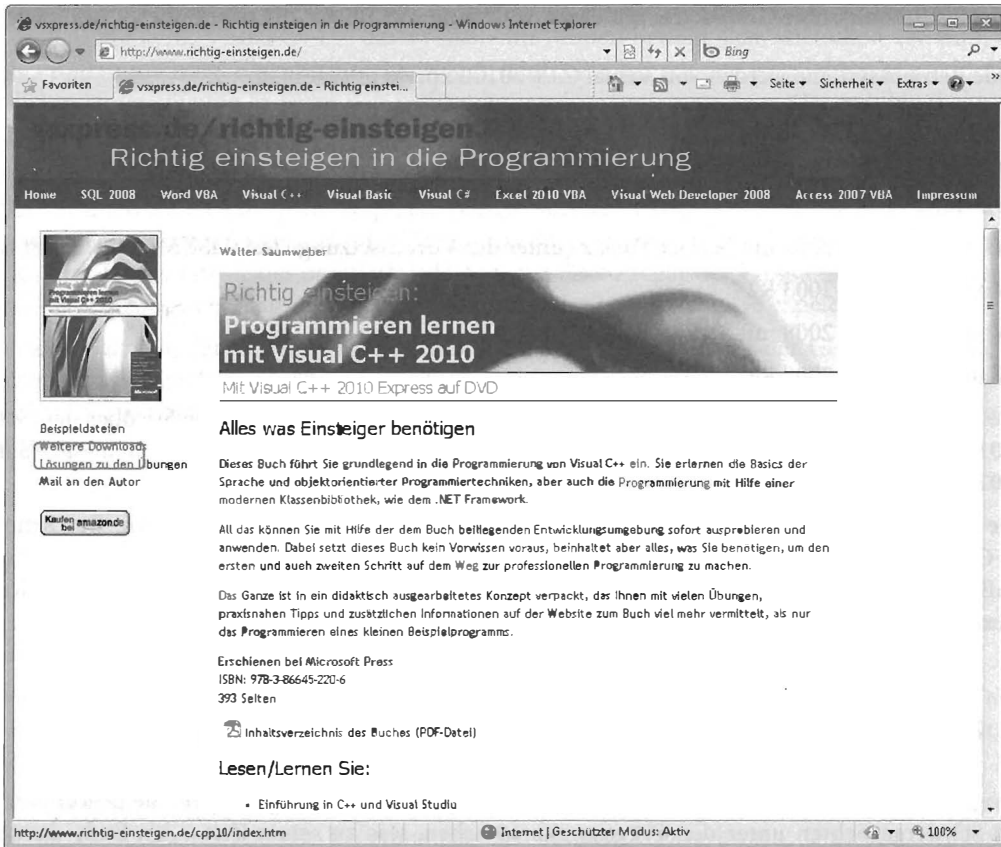 vsxpress.de/richtig-einsteigen.de - Richtig einsteigen in die Programmierung - Windows Internet Explorer
http://www.richtig-einsteigen.de/
Bing
Favoriten
vsxpress.de/richtig-einsteigen.de - Richtig einstei...
Seite
Sicherheit
Extras
»
vsxpress.de/richtig-einsteigen.
Richtig einsteigen in die Programmierung
Home SQL 2008 Word VBA Visual C++ Visual Basic Visual C# Excel 2010 VBA Visual Web Developer 2008 Access 2007 VBA Impressum
Programmieren lernen
mit Visual C++ 2010
Microsoft
Beispieldateien
Weitere Downloads
Lösungen zu den Übungen
Mail an den Autor
Kaufen bei amazon.de
Walter Saumweber
Richtig einsteigen:
Programmieren lernen
mit Visual C++ 2010
Mit Visual C++ 2010 Express auf DVD
Alles was Einsteiger benötigen
Dieses Buch führt Sie grundlegend in die Programmierung von Visual C++ ein. Sie erlernen die Basics der
Sprache und objektorientierter Programmiertechniken, aber auch die Programmierung mit Hilfe einer
modernen Klassenbibliothek, wie dem .NET Framework.
All das können Sie mit Hilfe der dem Buch beiliegenden Entwicklungsumgebung sofort ausprobieren und
anwenden. Dabei setzt dieses Buch kein Vorwissen voraus, beinhaltet aber alles, was Sie benötigen, um den
ersten und auch zweiten Schritt auf dem Weg zur professionellen Programmierung zu machen.
Das Ganze ist in ein didaktisch ausgearbeitetes Konzept verpackt, das Ihnen mit vielen Übungen,
praxisnahen Tipps und zusätzlichen Informationen auf der Website zum Buch viel mehr vermittelt, als nur
das Programmieren eines kleinen Beispielprogramms.
Erschienen bei Microsoft Press
ISBN: 978-3-86645-220-6
393 Seiten
Inhaltsverzeichnis des Buches (PDF-Datei)
Lesen/Lernen Sie:
• Einführung in C++ und Visual Studio
http://www.richtig-einsteigen.de/cpp10/index.htm
Internet | Geschützter Modus: Aktiv
100%